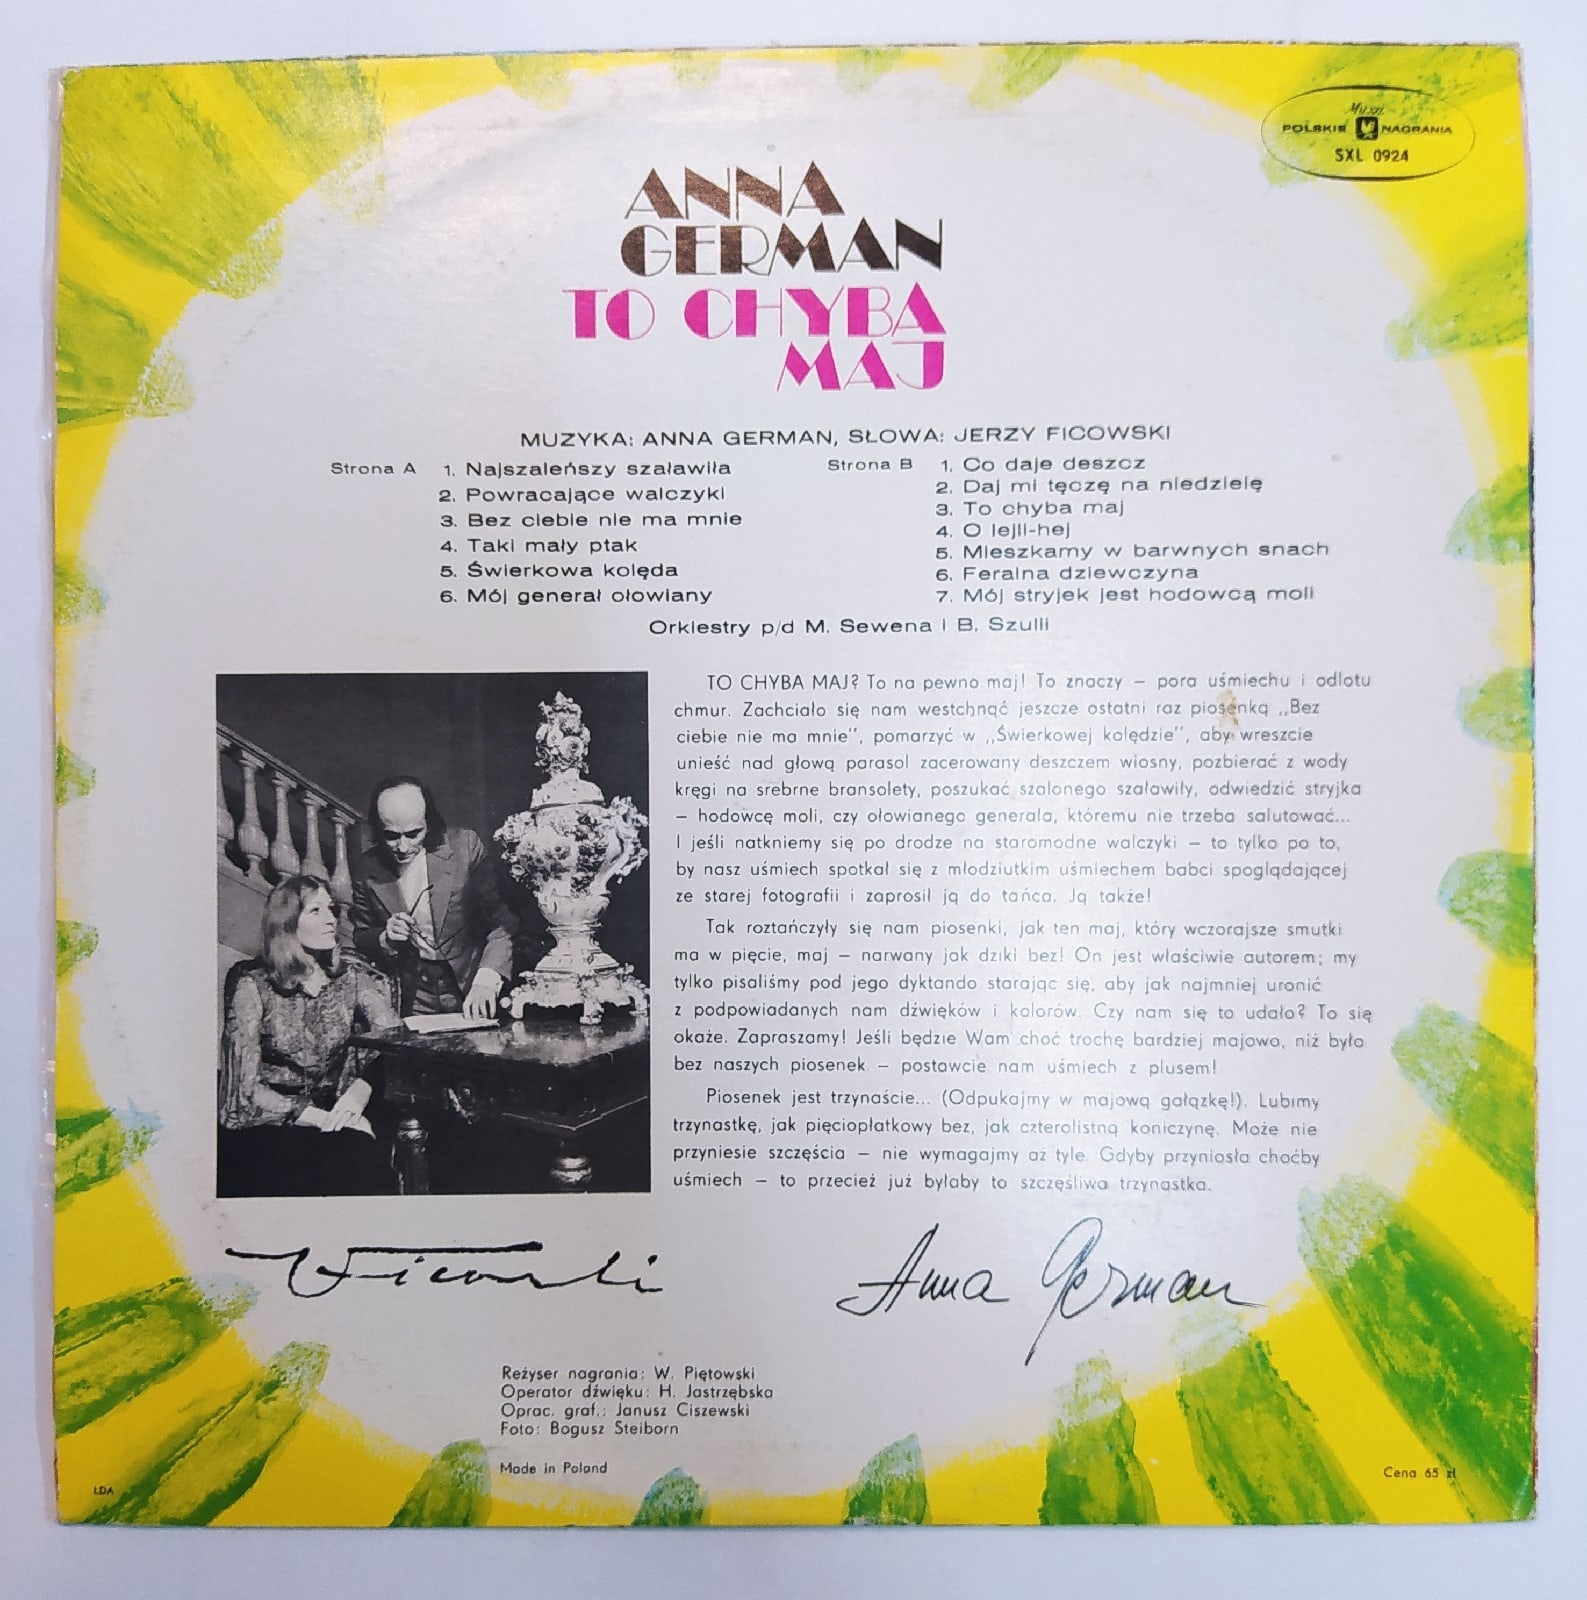 Muza
POLSKIE NAGRANIA
SXL 0924
ANNA
GERMAN
TO CHYBA
MAJ
MUZYKA: ANNA GERMAN, SŁOWA: JERZY FICOWSKI
Strona A
1. Najszaleńszy szaławiła
2. Powracające walczyki
3. Bez ciebie nie ma mnie
4. Taki mały ptak
5. Świerkowa kolęda
6. Mój generał ołowiany
Strona B
1. Co daje deszcz
2. Daj mi tęczę na niedzielę
3. To chyba maj
4. O lejli-hej
5. Mieszkamy w barwnych snach
6. Feralna dziewczyna
7. Mój stryjek jest hodowcą moli
Orkiestry p/d M. Sewena i B. Szulii
TO CHYBA MAJ? To na pewno maj! To znaczy – pora uśmiechu i odlotu
chmur. Zachciało się nam westchnąć jeszcze ostatni raz piosenką „Bez
ciebie nie ma mnie”, pomarzyć w „Świerkowej kolędzie”, aby wreszcie
unieść nad głową parasol zacerowany deszczem wiosny, pozbierać z wody
kręgi na srebrne bransolety, poszukać szalonego szaławiły, odwiedzić stryjka
– hodowcę moli, czy ołowianego generała, któremu nie trzeba salutować...
I jeśli natkniemy się po drodze na staromodne walczyki – to tylko po to,
by nasz uśmiech spotkał się z młodziutkim uśmiechem babci spoglądającej
ze starej fotografii i zaprosił ją do tańca. Ją także!
Tak roztańczyły się nam piosenki, jak ten maj, który wczorajsze smutki
ma w pięcie, maj – narwany jak dziki bez! On jest właściwie autorem; my
tylko pisaliśmy pod jego dyktando starając się, aby jak najmniej uronić
z podpowiadanych nam dźwięków i kolorów. Czy nam się to udało? To się
okaże. Zapraszamy! Jeśli będzie Wam choć trochę bardziej majowo, niż było
bez naszych piosenek – postawcie nam uśmiech z plusem!
Piosenek jest trzynaście... (Odpukajmy w majową gałązkę!). Lubimy
trzynastkę, jak pięciopłatkowy bez, jak czterolistną koniczynę. Może nie
przyniesie szczęścia – nie wymagajmy aż tyle. Gdyby przyniosła choćby
uśmiech – to przecież już byłaby to szczęśliwa trzynastka.
Ficowski
Anna German
Reżyser nagrania: W. Piętowski
Operator dźwięku: H. Jastrzębska
Oprac. graf.: Janusz Ciszewski
Foto: Bogusz Steiborn
Made in Poland
Cena 65 zł
LDA